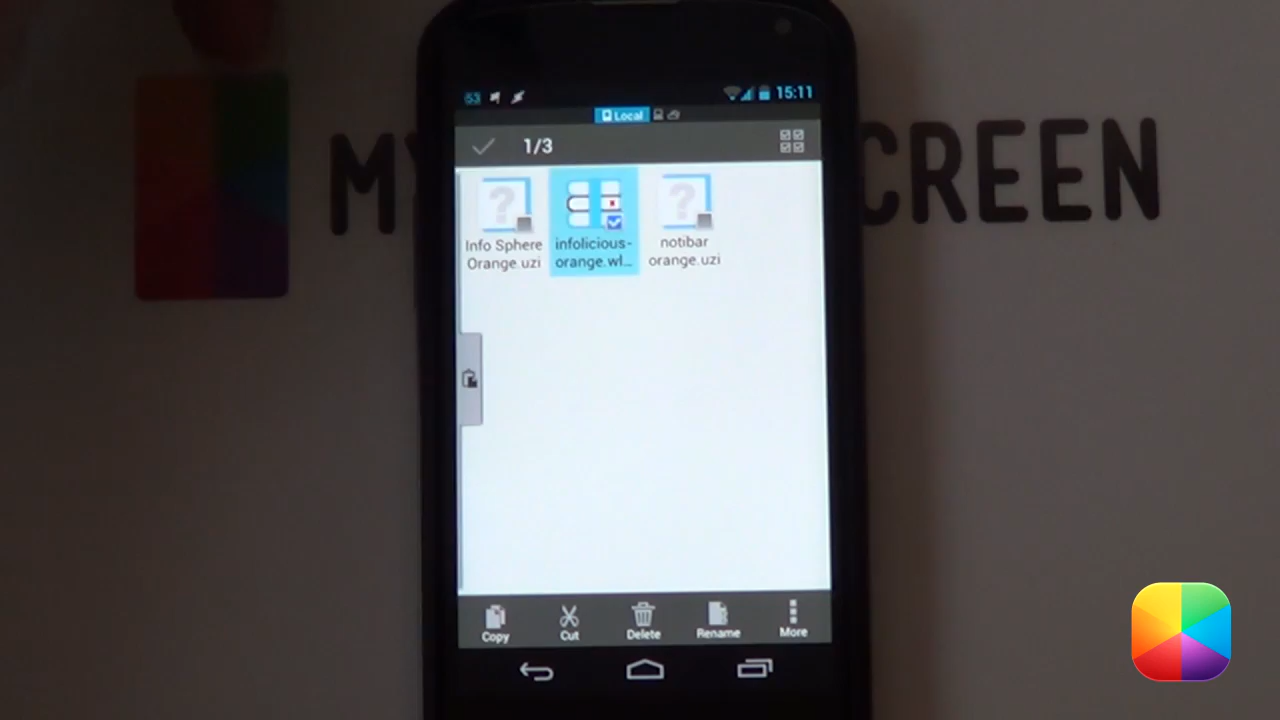 53
15:11
Local
1/3
MY
CREEN
Info Sphere
Orange.uzi
infolicious-
orange.wl...
notibar
orange.uzi
Copy
Cut
Delete
Rename
More